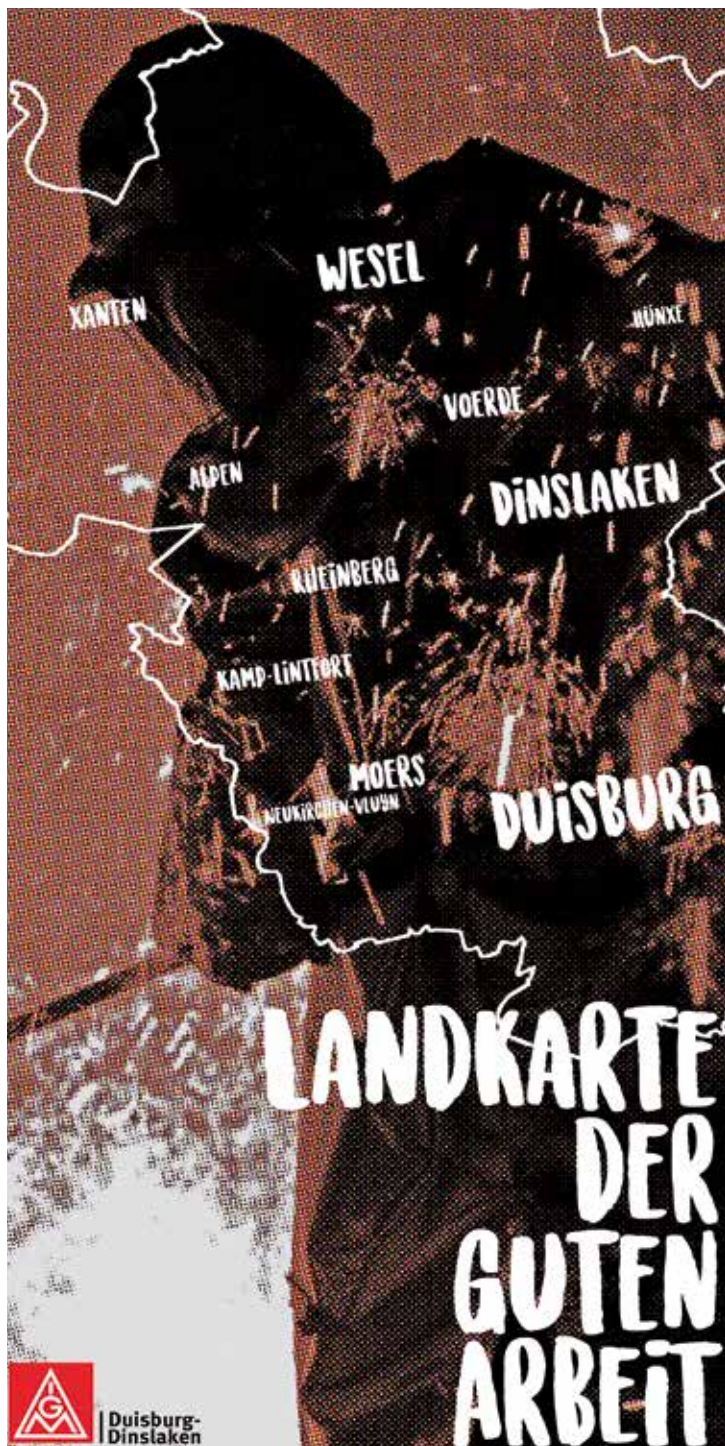 WESEL
XANTEN
HÜNXE
VOERDE
ALPEN
DiNSLAKEN
RHEiNBERG
KAMP-LiNTFORT
MOERS
NEUKiRCHEN-VLUYN
DUiSBURG
LANDKARTE
DER
GUTEN
ARBEiT
IGM
Duisburg-
Dinslaken